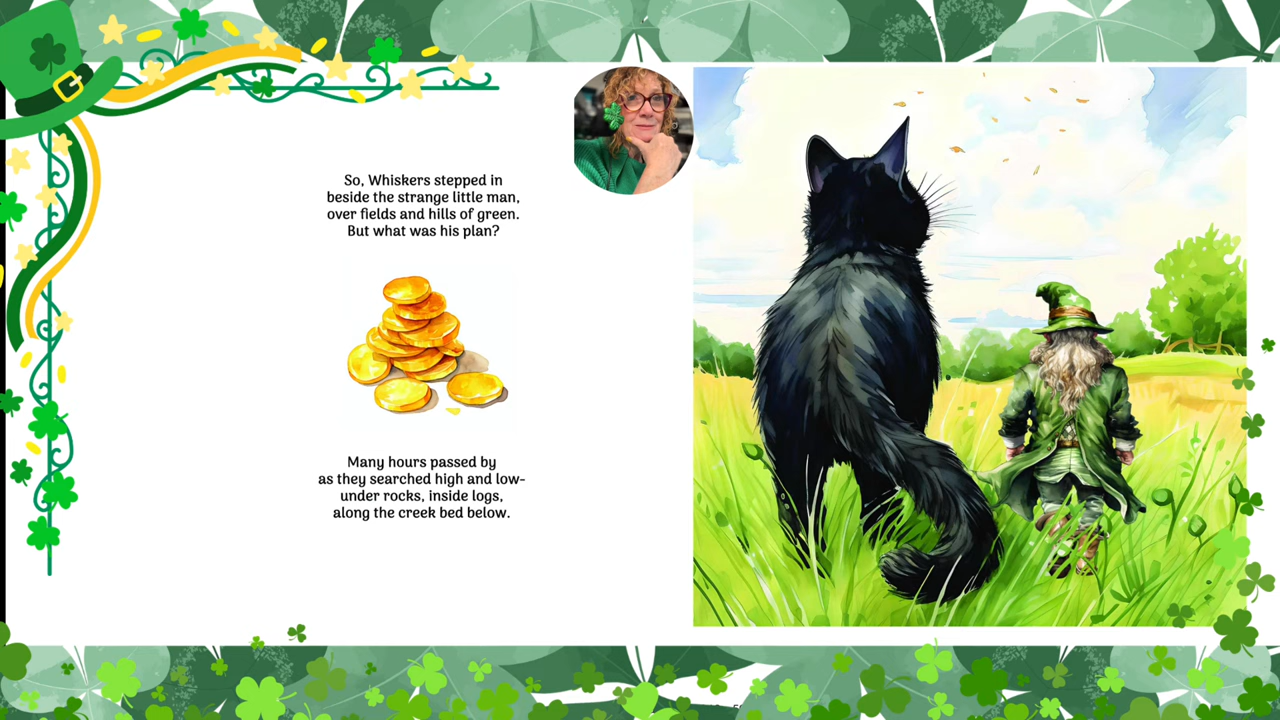 So, Whiskers stepped in
beside the strange little man,
over fields and hills of green.
But what was his plan?
Many hours passed by
as they searched high and low-
under rocks, inside logs,
along the creek bed below.